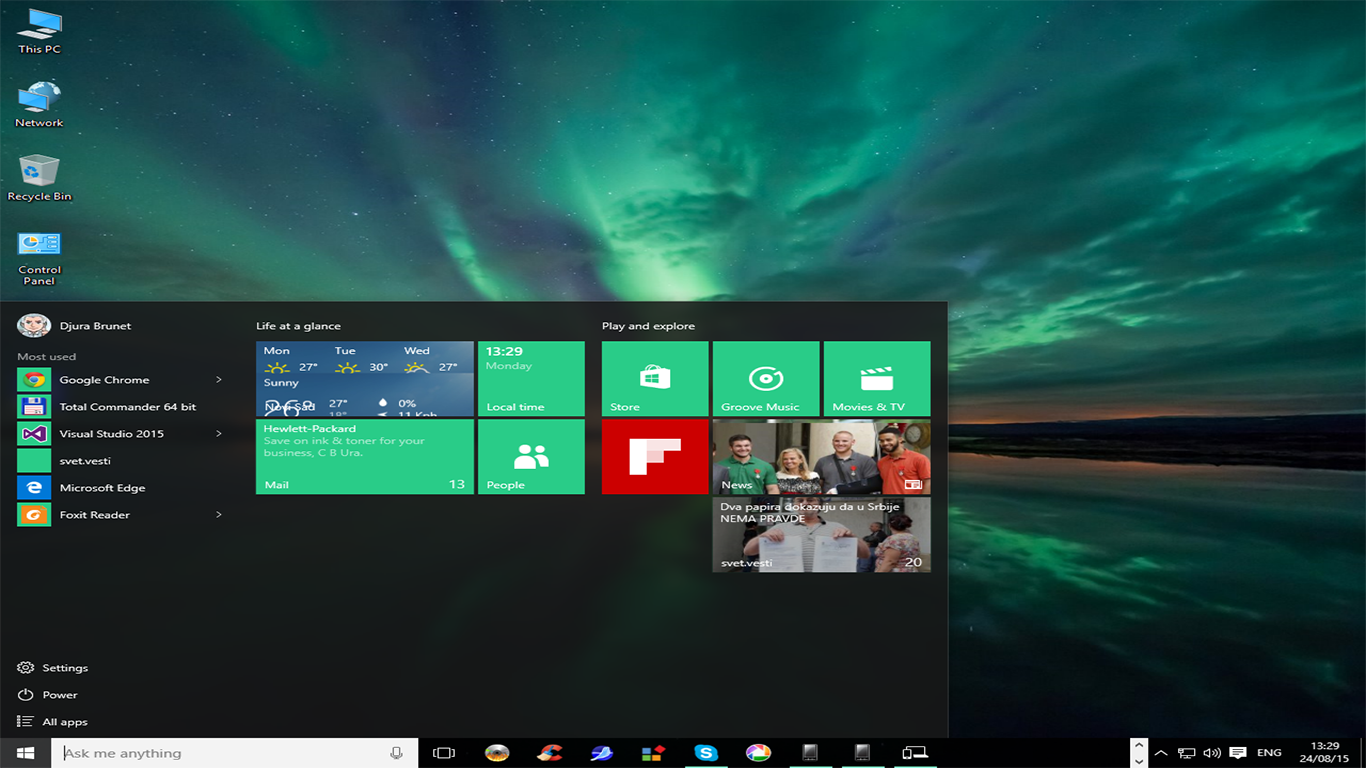 This PC
Network
Recycle Bin
Control
Panel
Djura Brunet
Most used
Google Chrome
Total Commander 64 bit
Visual Studio 2015
svet.vesti
Microsoft Edge
Foxit Reader
Settings
Power
All apps
Life at a glance
Mon Tue Wed
27° 30° 27°
Sunny
26° 27° 0%
Novi Sad 18° 11 Kph
13:29
Monday
Local time
Hewlett-Packard
Save on ink & toner for your
business, C B Ura.
Mail 13
People
Play and explore
Store
Groove Music
Movies & TV
News
Dva papira dokazuju da u Srbije
NEMA PRAVDE
svet.vesti 20
Ask me anything
ENG
13:29
24/08/15